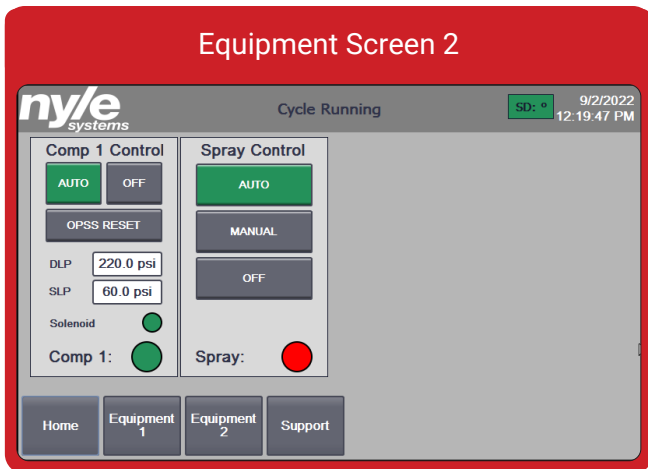 Equipment Screen 2
nyle
systems
Cycle Running
SD: °
9/2/2022
12:19:47 PM
Comp 1 Control
AUTO
OFF
OPSS RESET
DLP
220.0 psi
SLP
60.0 psi
Solenoid
Comp 1:
Spray Control
AUTO
MANUAL
OFF
Spray:
Home
Equipment
1
Equipment
2
Support